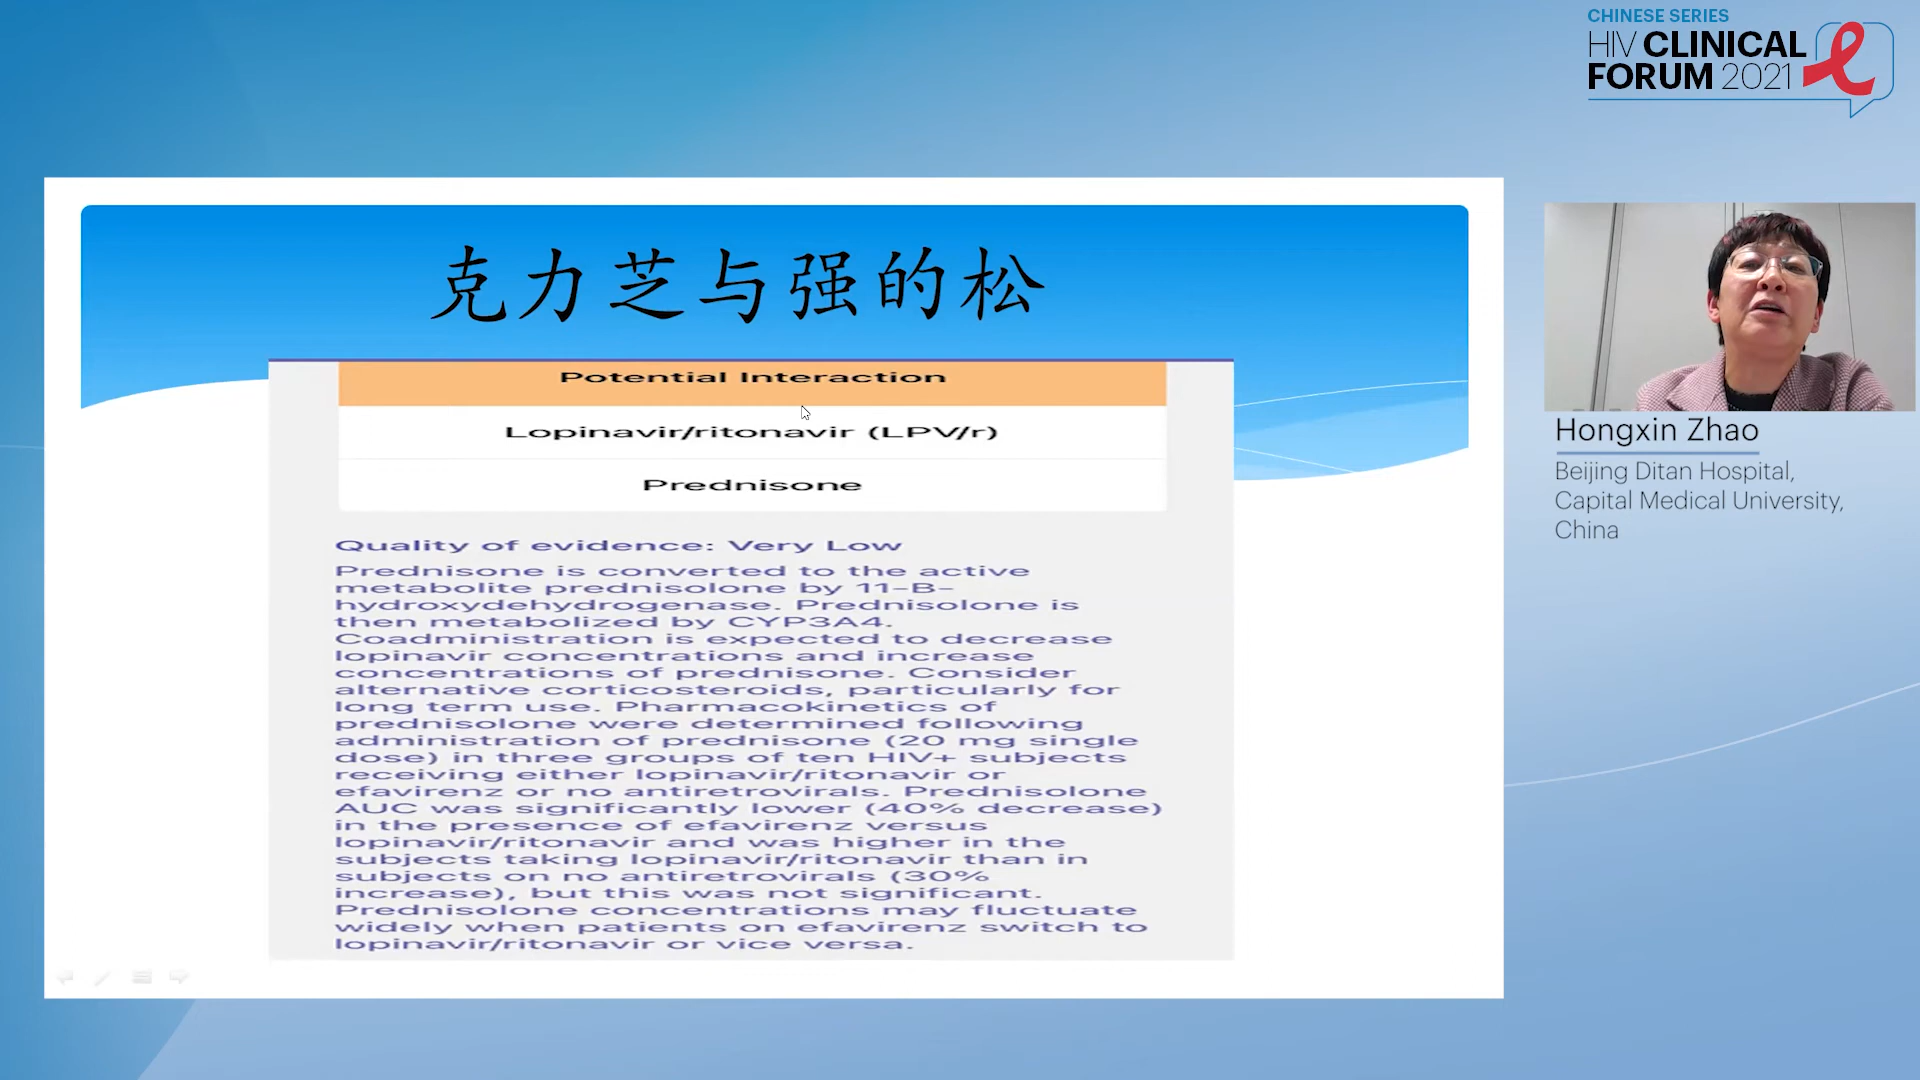 CHINESE SERIES
HIV CLINICAL
FORUM 2021
克力芝与强的松
Potential Interaction
Lopinavir/ritonavir (LPV/r)
Prednisone
Quality of evidence: Very Low
Prednisone is converted to the active
metabolite prednisolone by 11-B-
hydroxydehydrogenase. Prednisolone is
then metabolized by CYP3A4.
Coadministration is expected to decrease
lopinavir concentrations and increase
concentrations of prednisone. Consider
alternative corticosteroids, particularly for
long term use. Pharmacokinetics of
prednisolone were determined following
administration of prednisone (20 mg single
dose) in three groups of ten HIV+ subjects
receiving either lopinavir/ritonavir or
efavirenz or no antiretrovirals. Prednisolone
AUC was significantly lower (40% decrease)
in the presence of efavirenz versus
lopinavir/ritonavir and was higher in the
subjects taking lopinavir/ritonavir than in
subjects on no antiretrovirals (30%
increase), but this was not significant.
Prednisolone concentrations may fluctuate
widely when patients on efavirenz switch to
lopinavir/ritonavir or vice versa.
Hongxin Zhao
Beijing Ditan Hospital,
Capital Medical University,
China